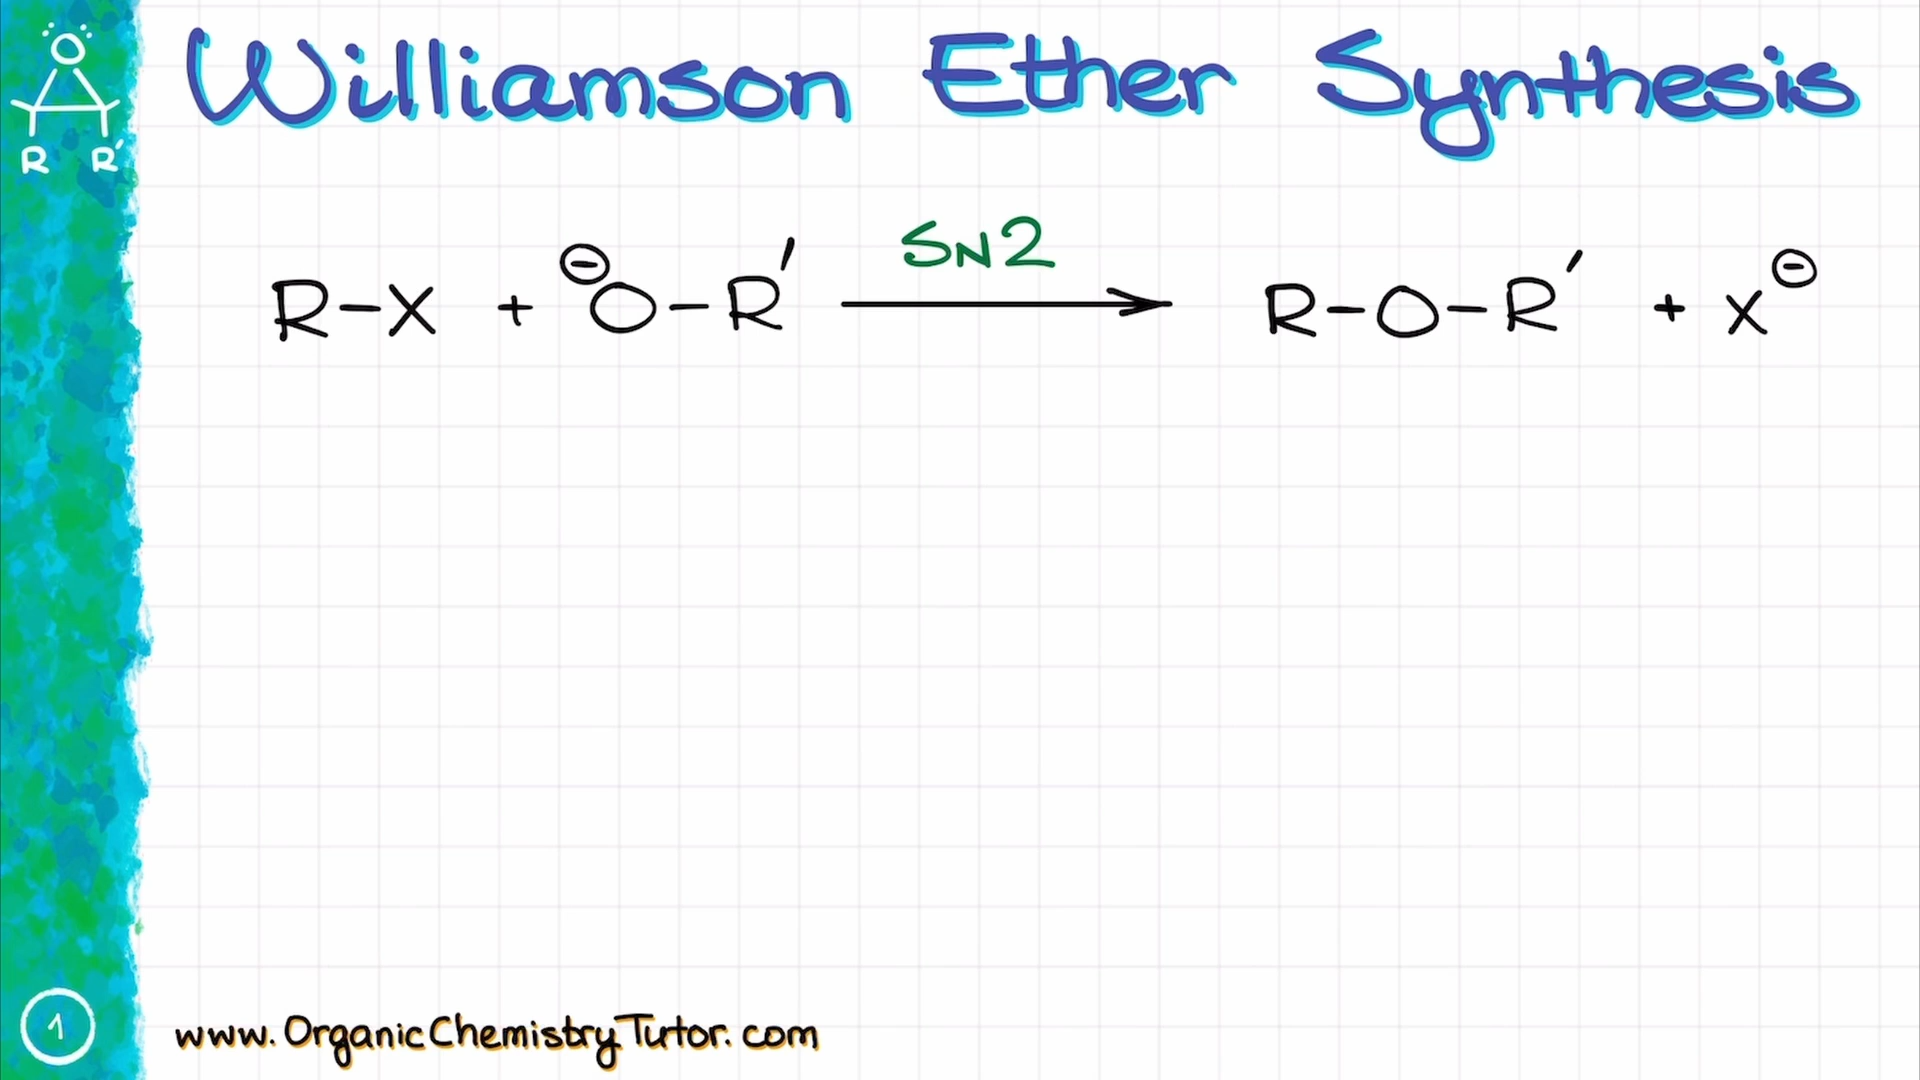 Williamson Ether Synthesis
O
R R′
SN2
R-X + ⊖O-R′ → R-O-R′ + X⊖
1
www.OrganicChemistryTutor.com